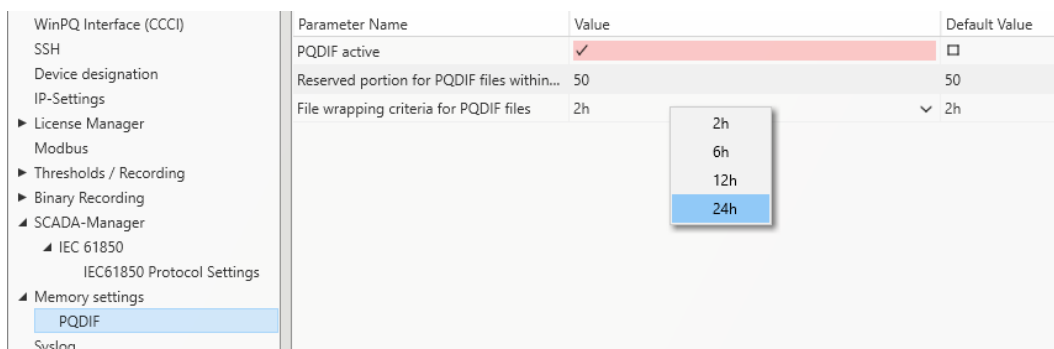 WinPQ Interface (CCCI)
SSH
Device designation
IP-Settings
License Manager
Modbus
Thresholds / Recording
Binary Recording
SCADA-Manager
IEC 61850
IEC61850 Protocol Settings
Memory settings
PQDIF
Syslog
Parameter Name Value Default Value
PQDIF active
Reserved portion for PQDIF files within... 50 50
File wrapping criteria for PQDIF files 2h 2h
2h
6h
12h
24h